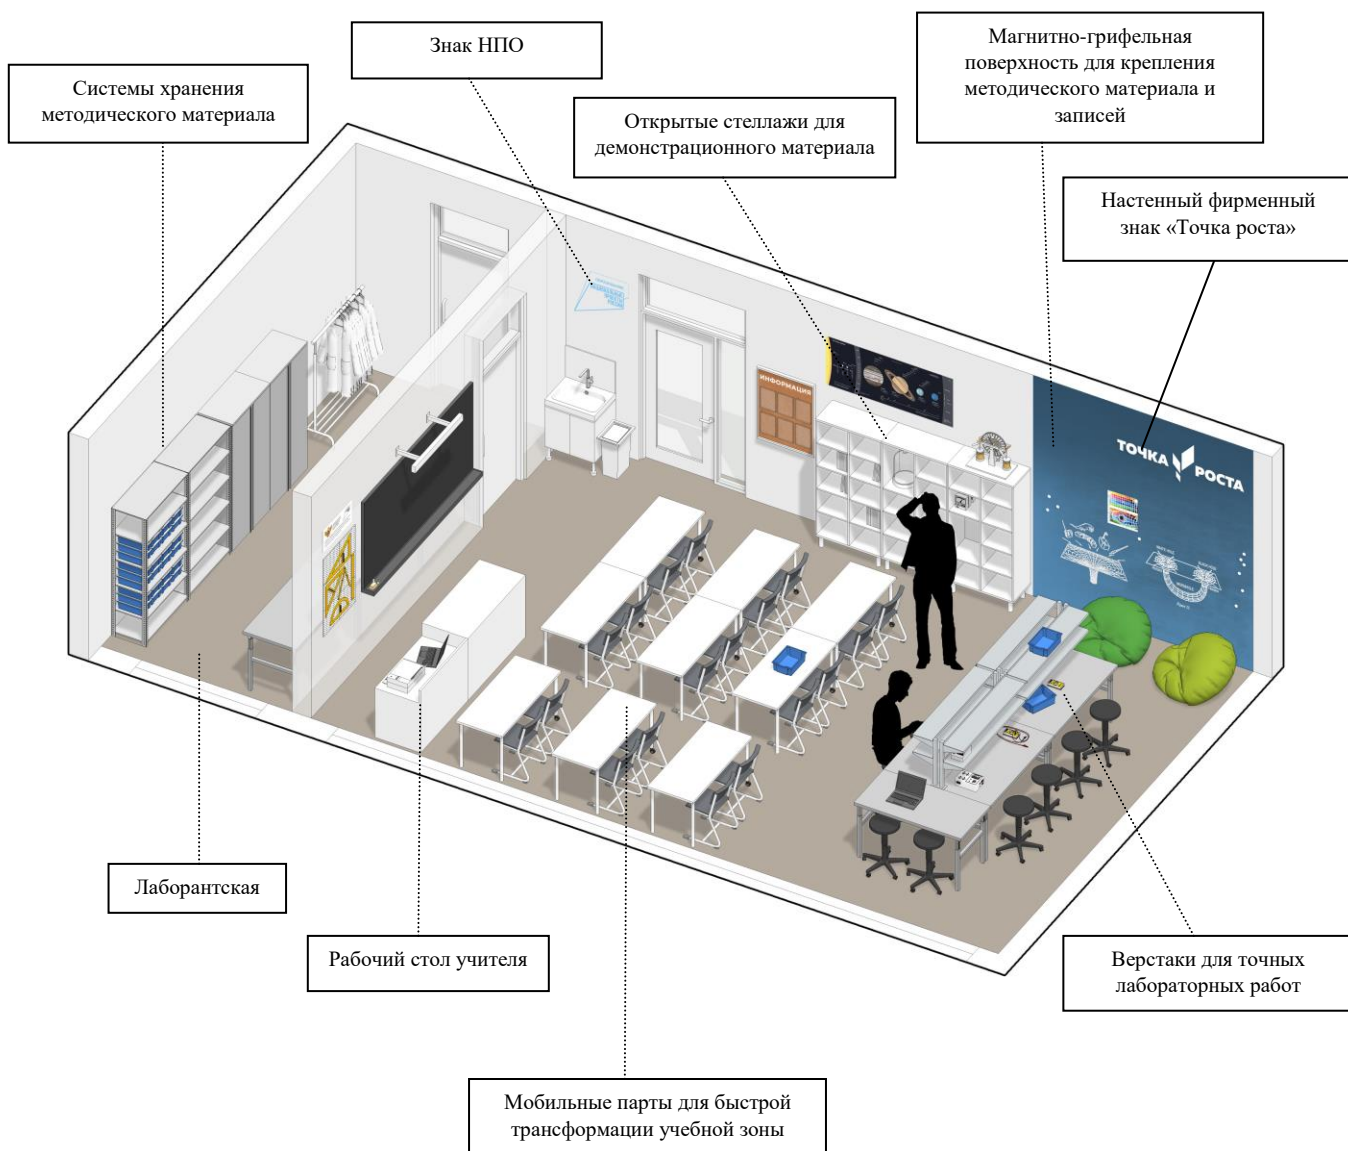 Знак НПО
Магнитно-грифельная
поверхность для крепления
методического материала и
записей
Системы хранения
методического материала
Открытые стеллажи для
демонстрационного материала
Настенный фирменный
знак «Точка роста»
ИНФОРМАЦИЯ
ТОЧКА РОСТА
Лаборантская
Рабочий стол учителя
Верстаки для точных
лабораторных работ
Мобильные парты для быстрой
трансформации учебной зоны